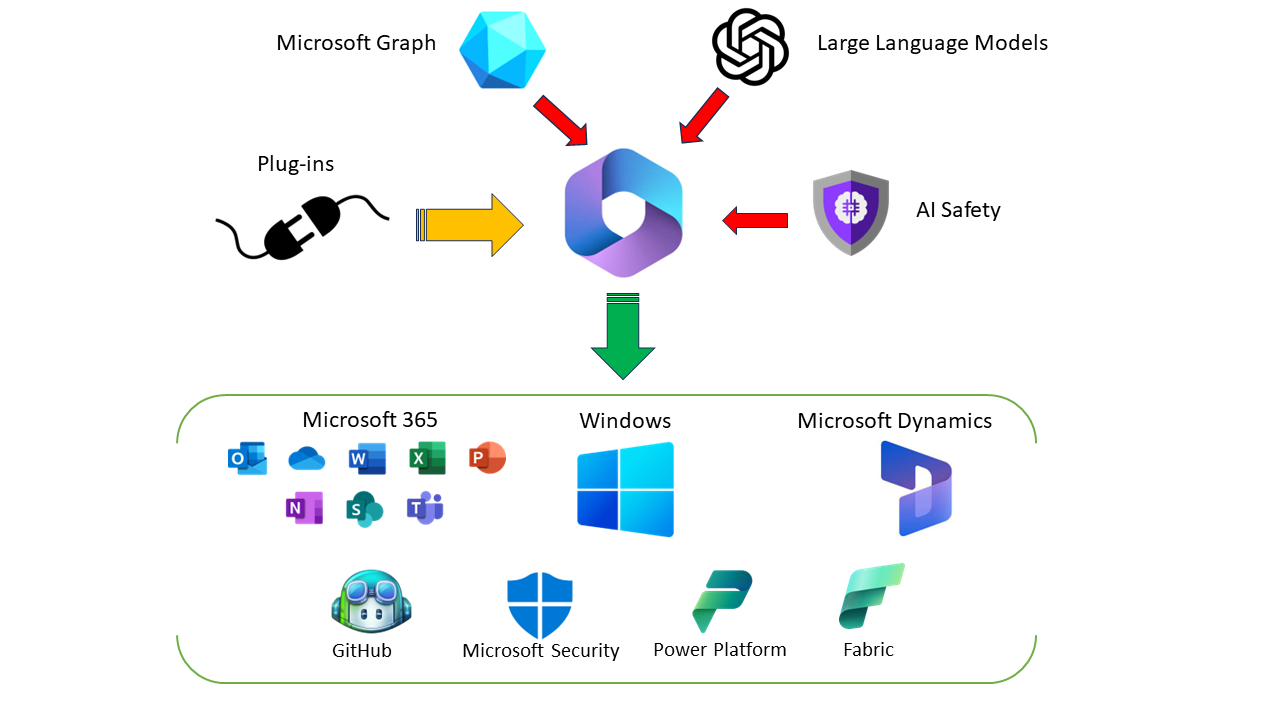 Microsoft Graph
Large Language Models
Plug-ins
AI Safety
Microsoft 365
Windows
Microsoft Dynamics
O
W
X
P
N
S
T
GitHub
Microsoft Security
Power Platform
Fabric